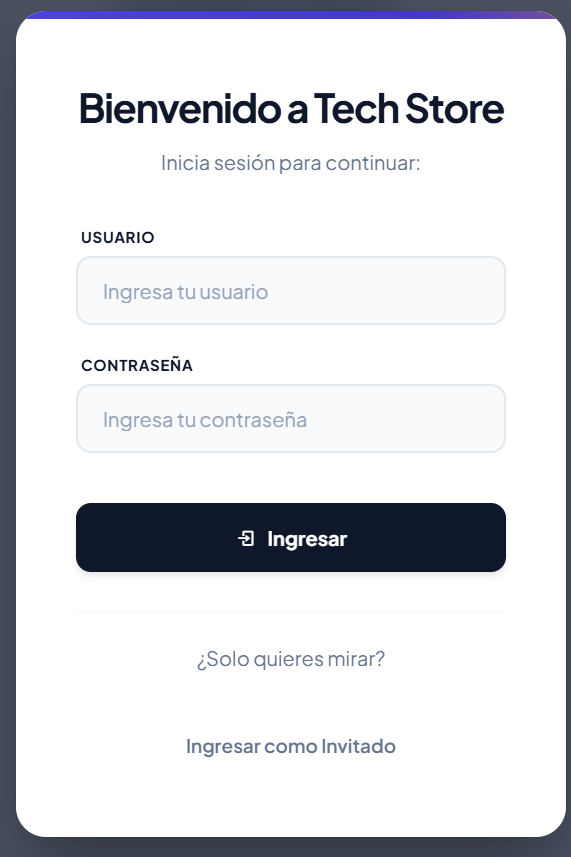 Bienvenido a Tech Store
Inicia sesión para continuar:
USUARIO
Ingresa tu usuario
CONTRASEÑA
Ingresa tu contraseña
Ingresar
¿Solo quieres mirar?
Ingresar como Invitado